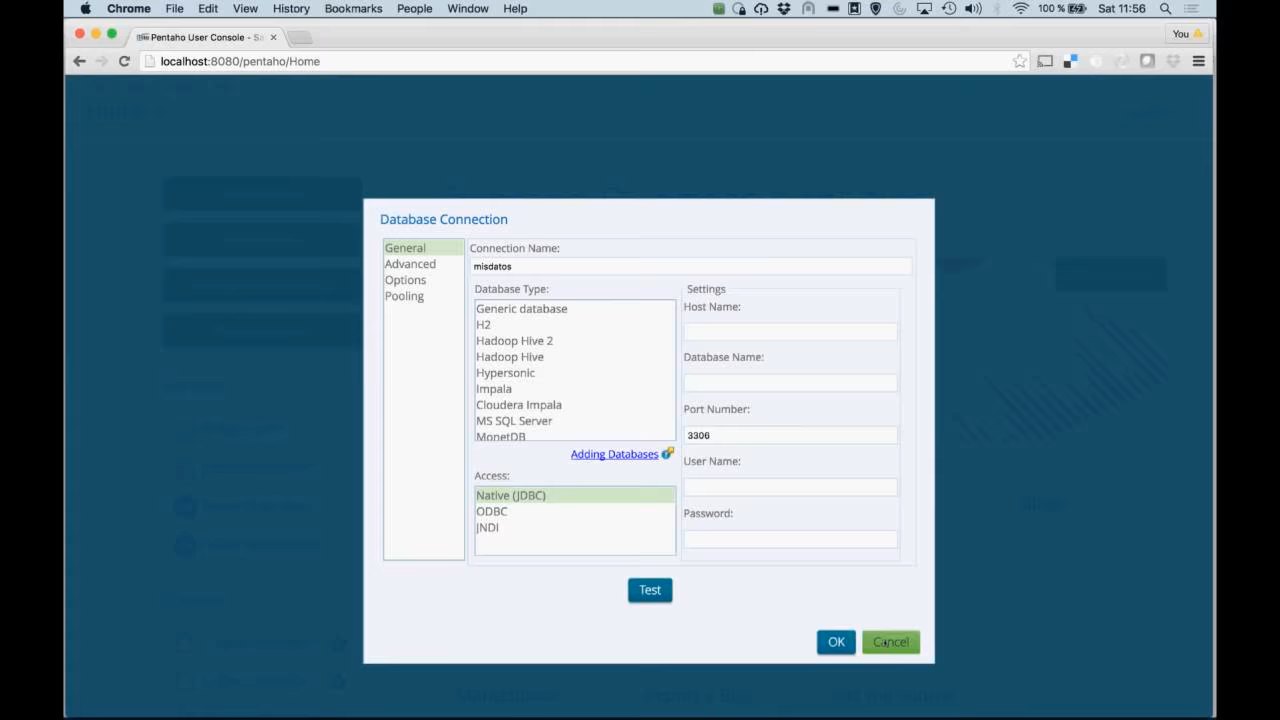 Chrome File Edit View History Bookmarks People Window Help 100 % Sat 11:56
Pentaho User Console - Sa You
localhost:8080/pentaho/Home
Database Connection
General
Advanced
Options
Pooling
Connection Name:
misdatos
Database Type:
Generic database
H2
Hadoop Hive 2
Hadoop Hive
Hypersonic
Impala
Cloudera Impala
MS SQL Server
MonetDB
Adding Databases
Access:
Native (JDBC)
ODBC
JNDI
Settings
Host Name:
Database Name:
Port Number:
3306
User Name:
Password:
Test
OK Cancel